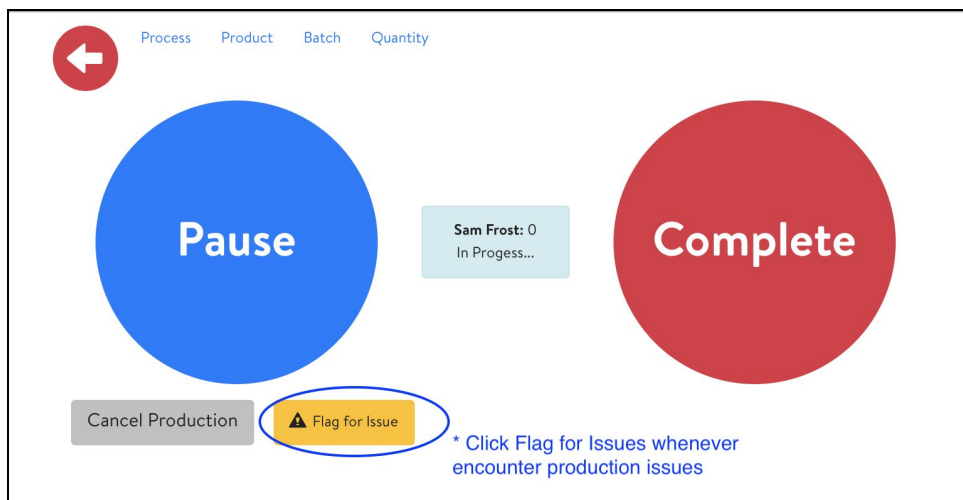 Process Product Batch Quantity
Pause
Sam Frost: 0
In Progess...
Complete
Cancel Production
Flag for Issue
* Click Flag for Issues whenever
encounter production issues